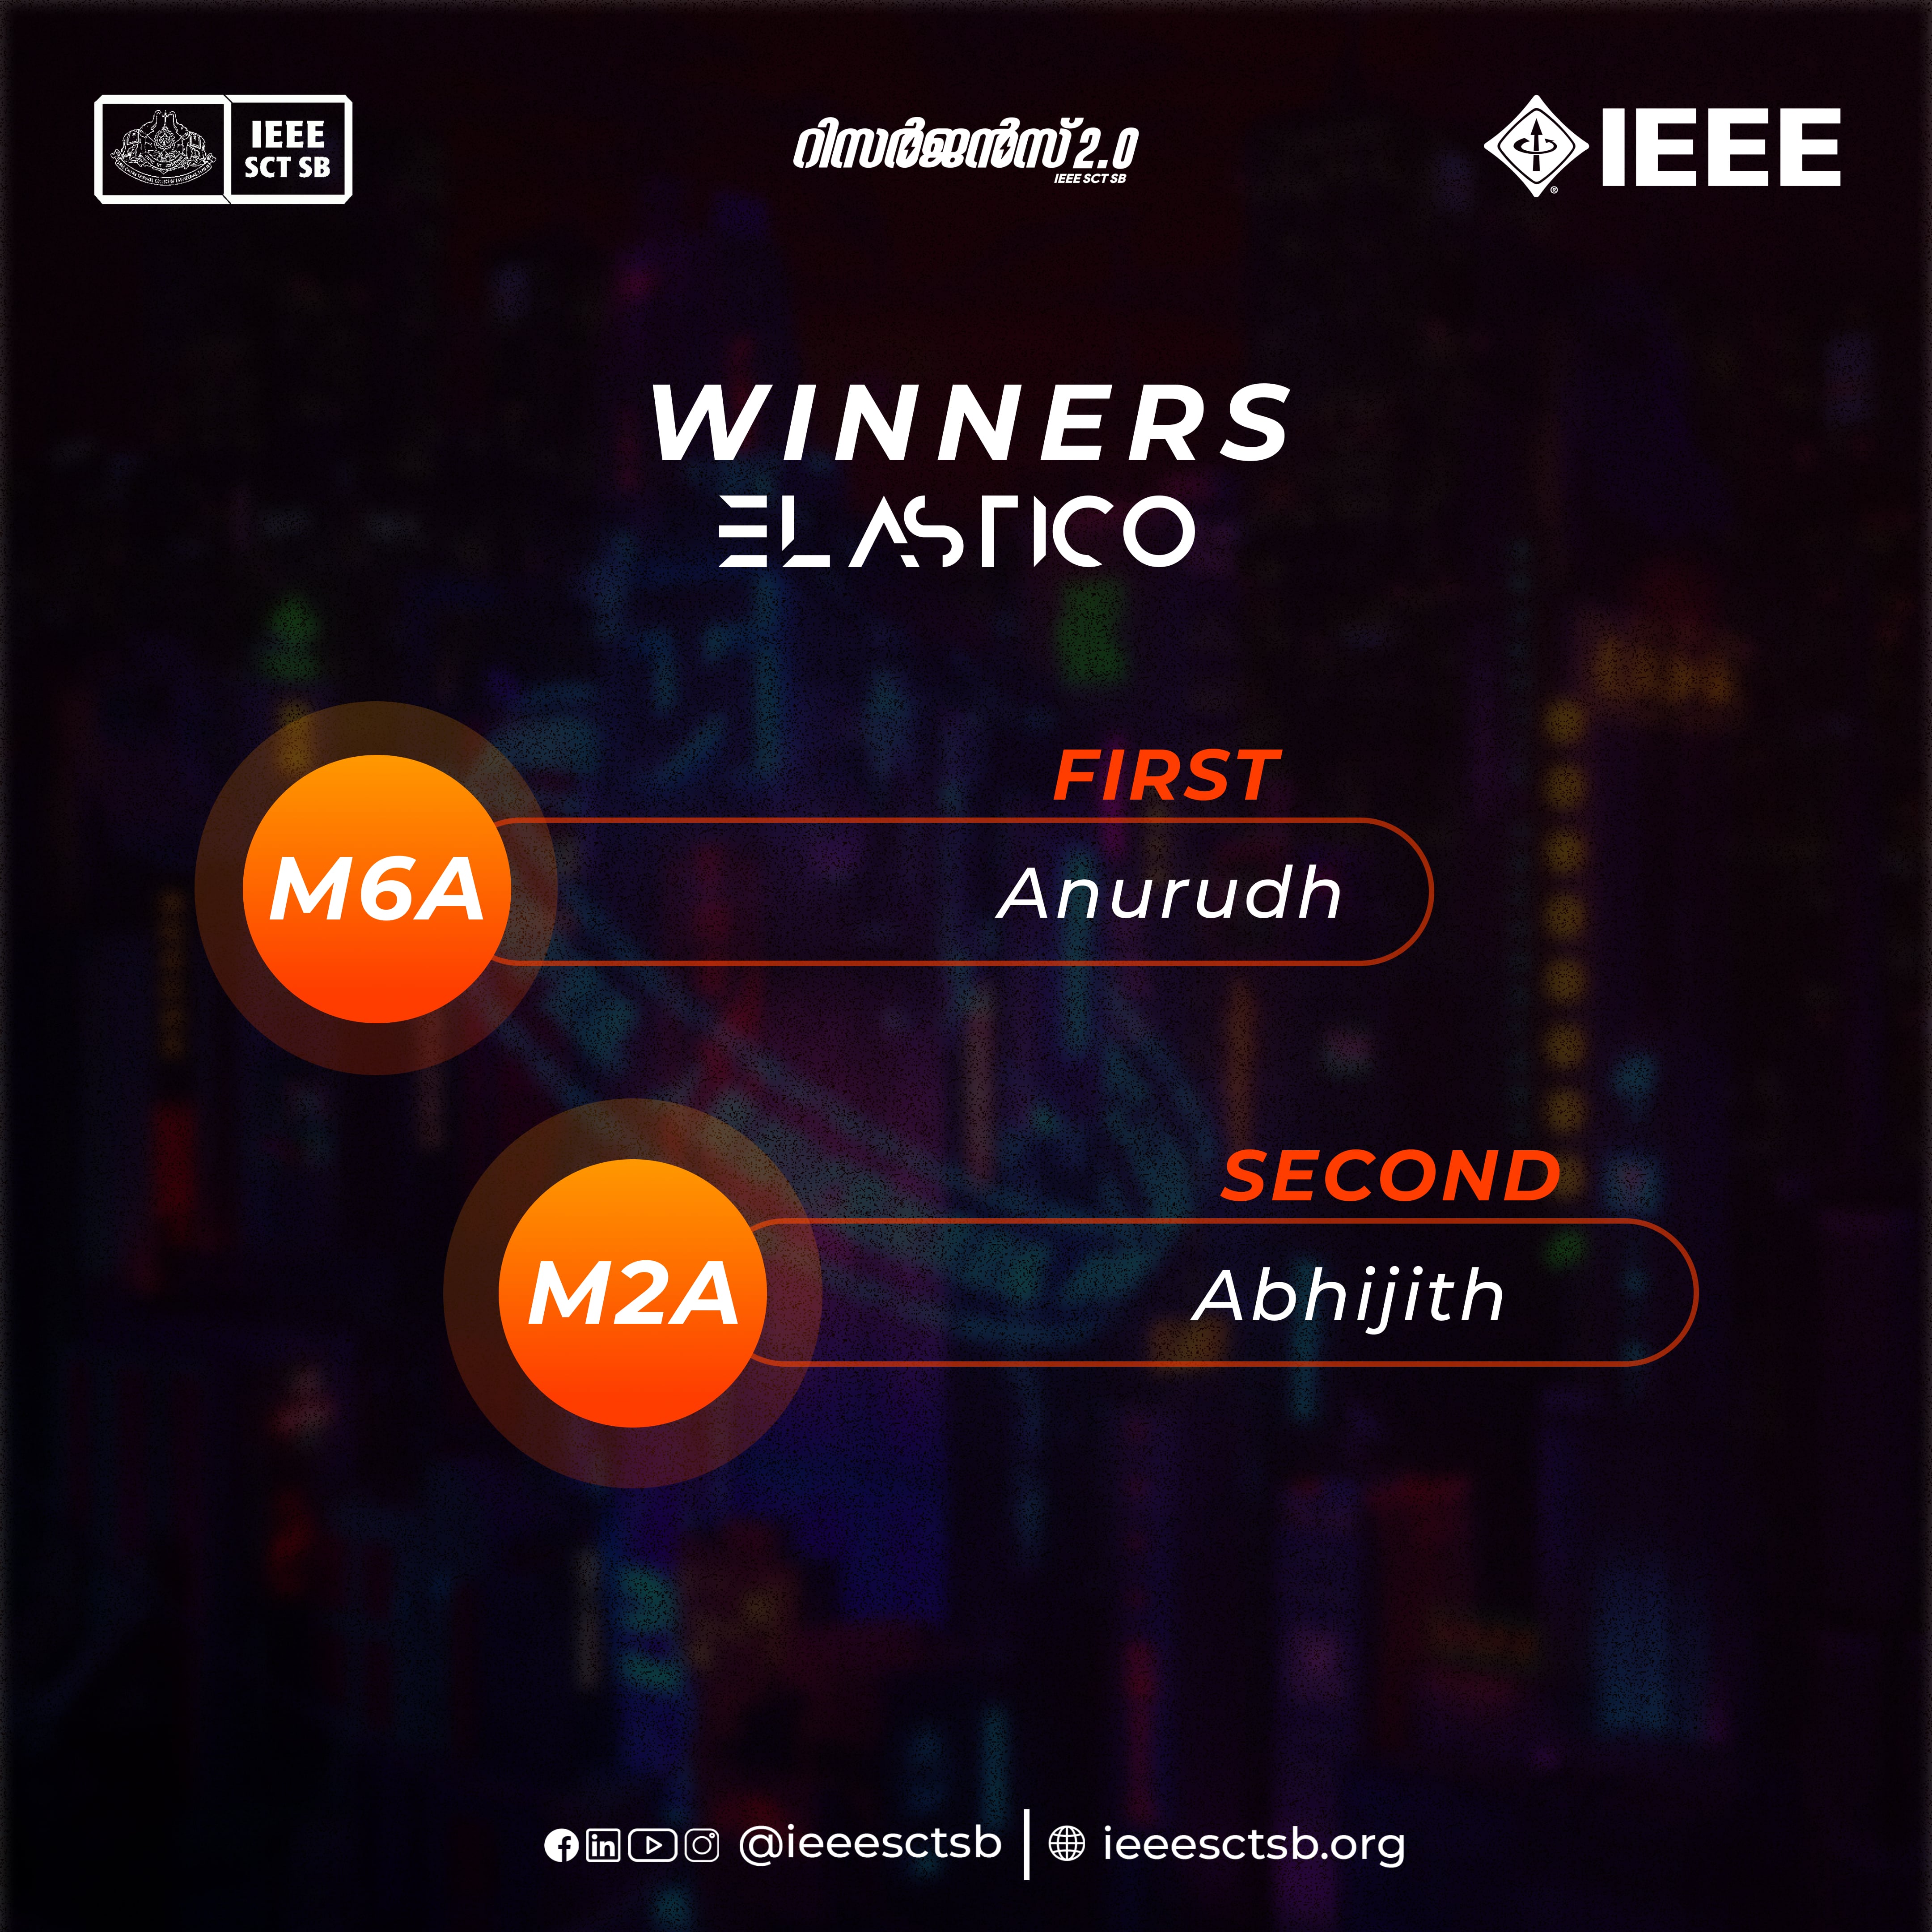 IEEE
SCT SB
റിസർജൻസ് 2.0
IEEE SCT SB
IEEE
WINNERS
ELASTICO
FIRST
M6A
Anurudh
SECOND
M2A
Abhijith
@ieeesctsb
ieeesctsb.org